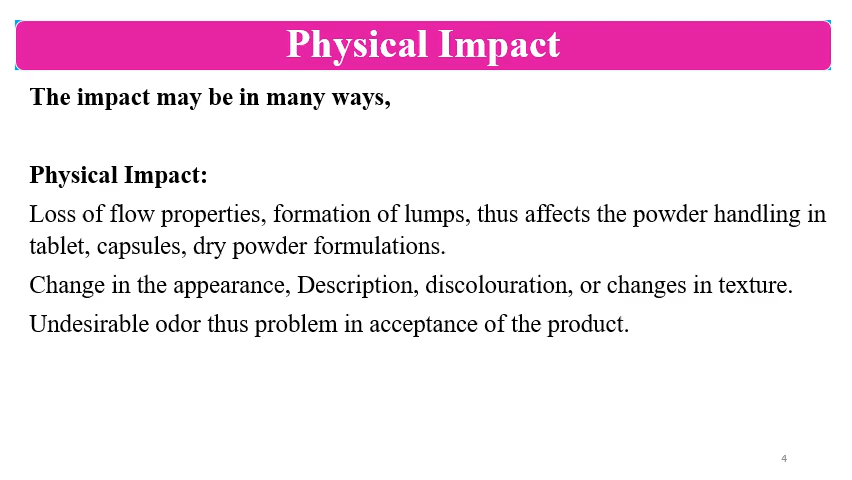 Physical Impact
The impact may be in many ways,
Physical Impact:
Loss of flow properties, formation of lumps, thus affects the powder handling in
tablet, capsules, dry powder formulations.
Change in the appearance, Description, discolouration, or changes in texture.
Undesirable odor thus problem in acceptance of the product.
4